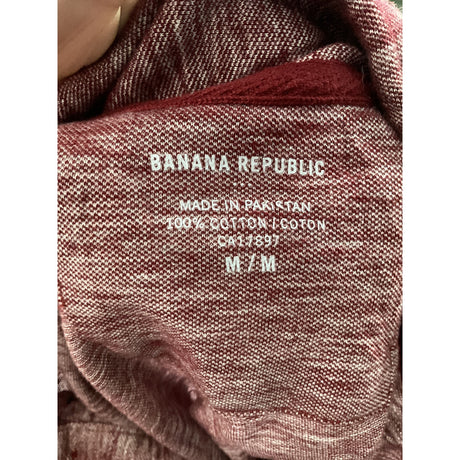 BANANA REPUBLIC
MADE IN PAKISTAN
100% COTTON | COTON
CA17897
M / M